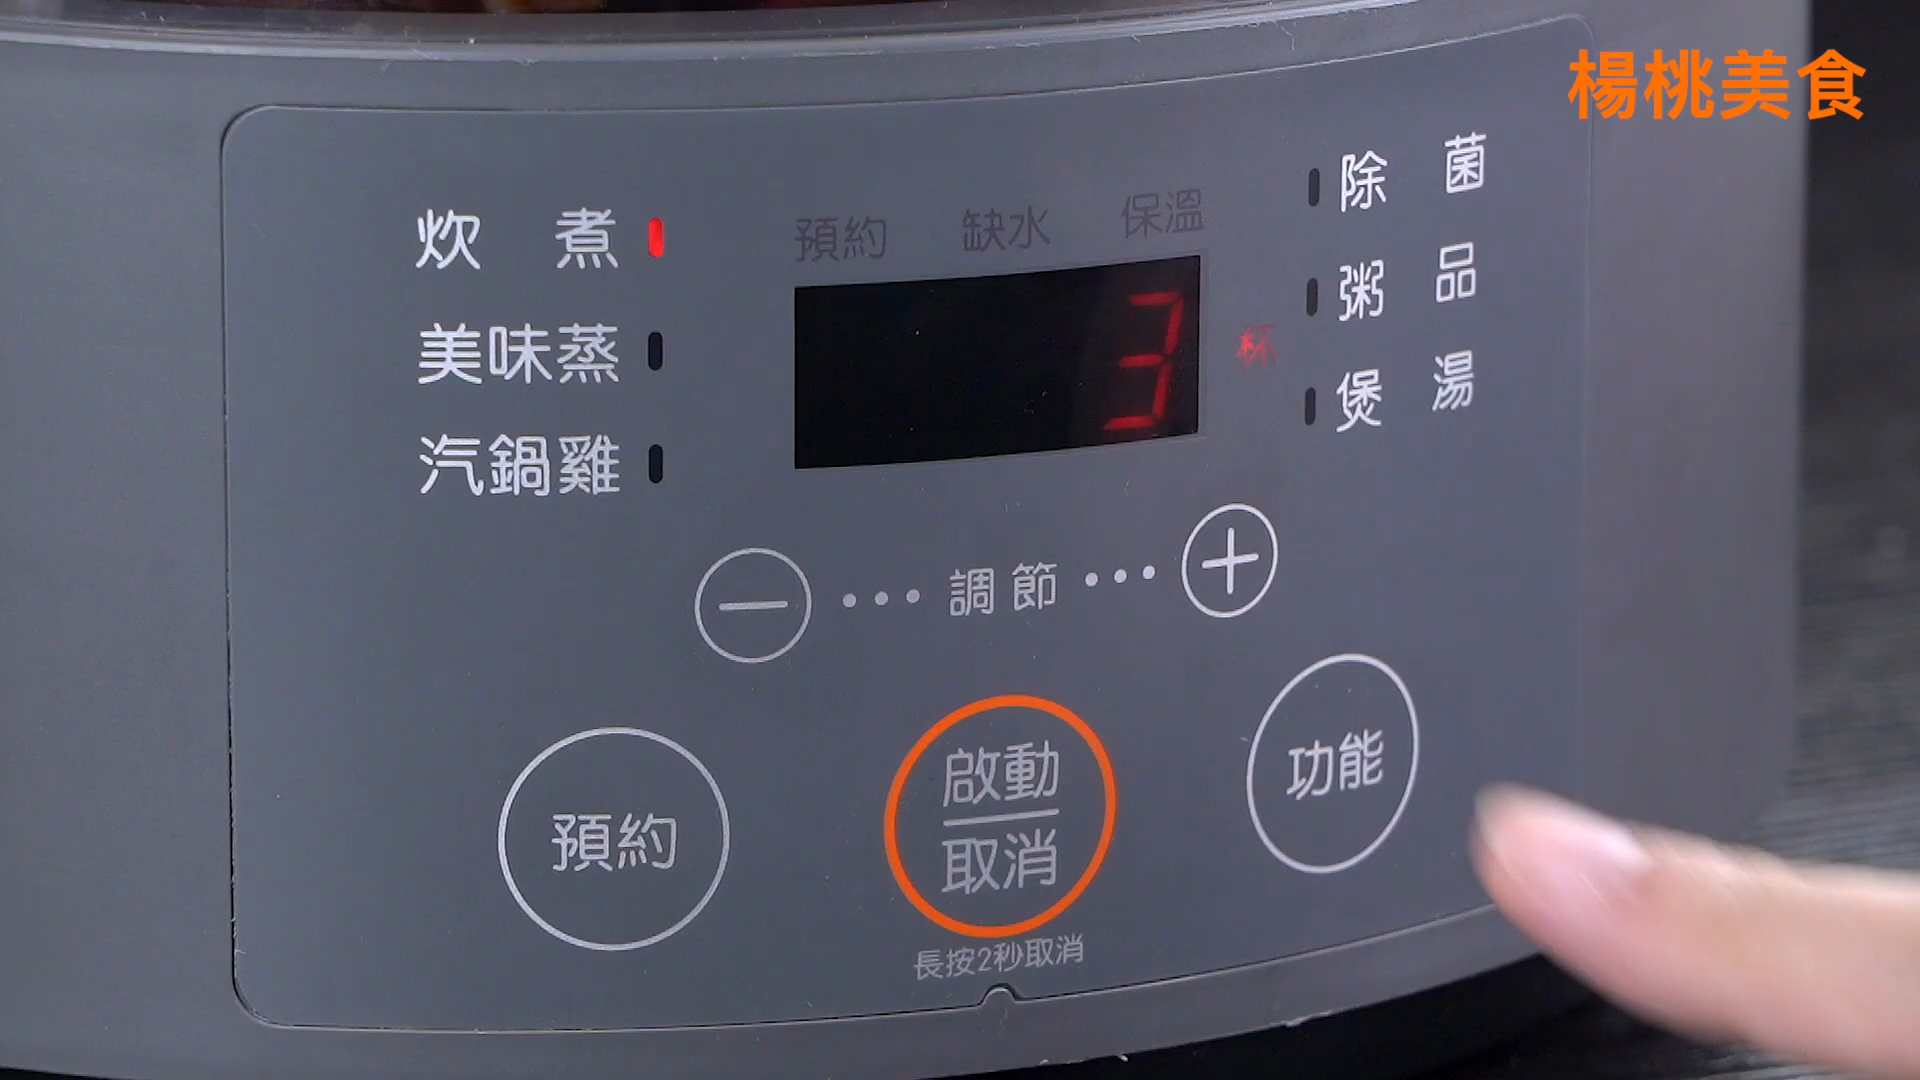 楊桃美食
炊煮
美味蒸
汽鍋雞
預約 缺水 保溫
3 杯
除菌
粥品
煲湯
調節
預約
啟動
取消
功能
長按2秒取消